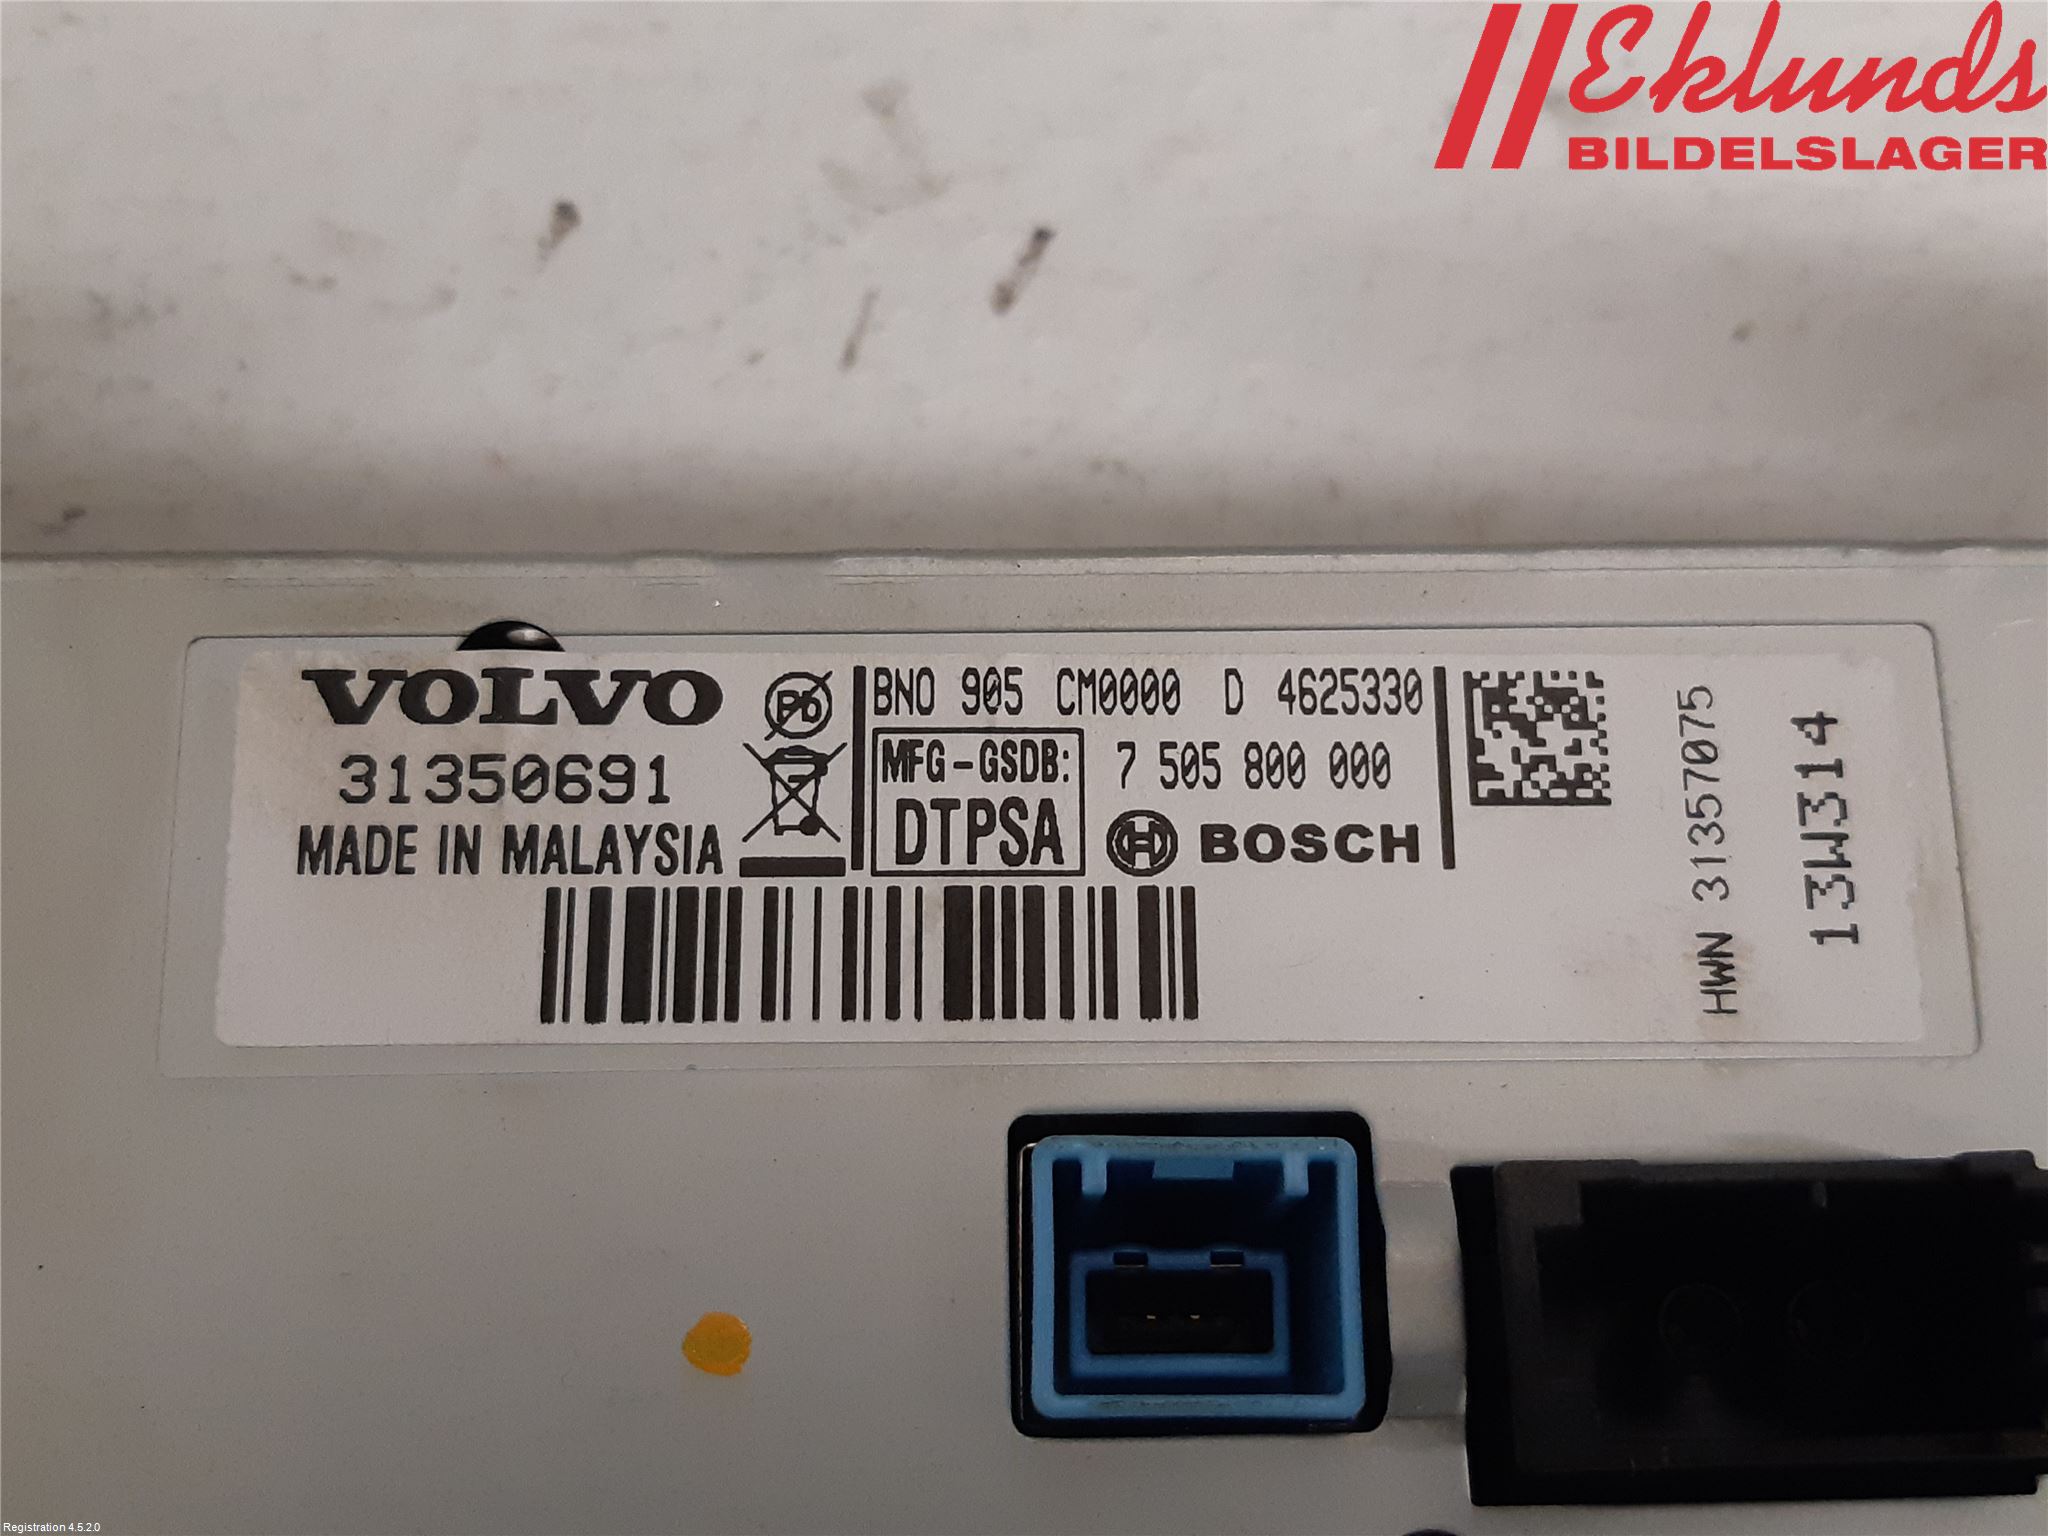 Eklunds
BILDELSLAGER
VOLVO
31350691
MADE IN MALAYSIA
Pb
BNO 905 CM0000 D 4625330
MFG-GSDB:
DTPSA
7 505 800 000
BOSCH
HWN 31357075
13W314
Registration 4.5.2.0